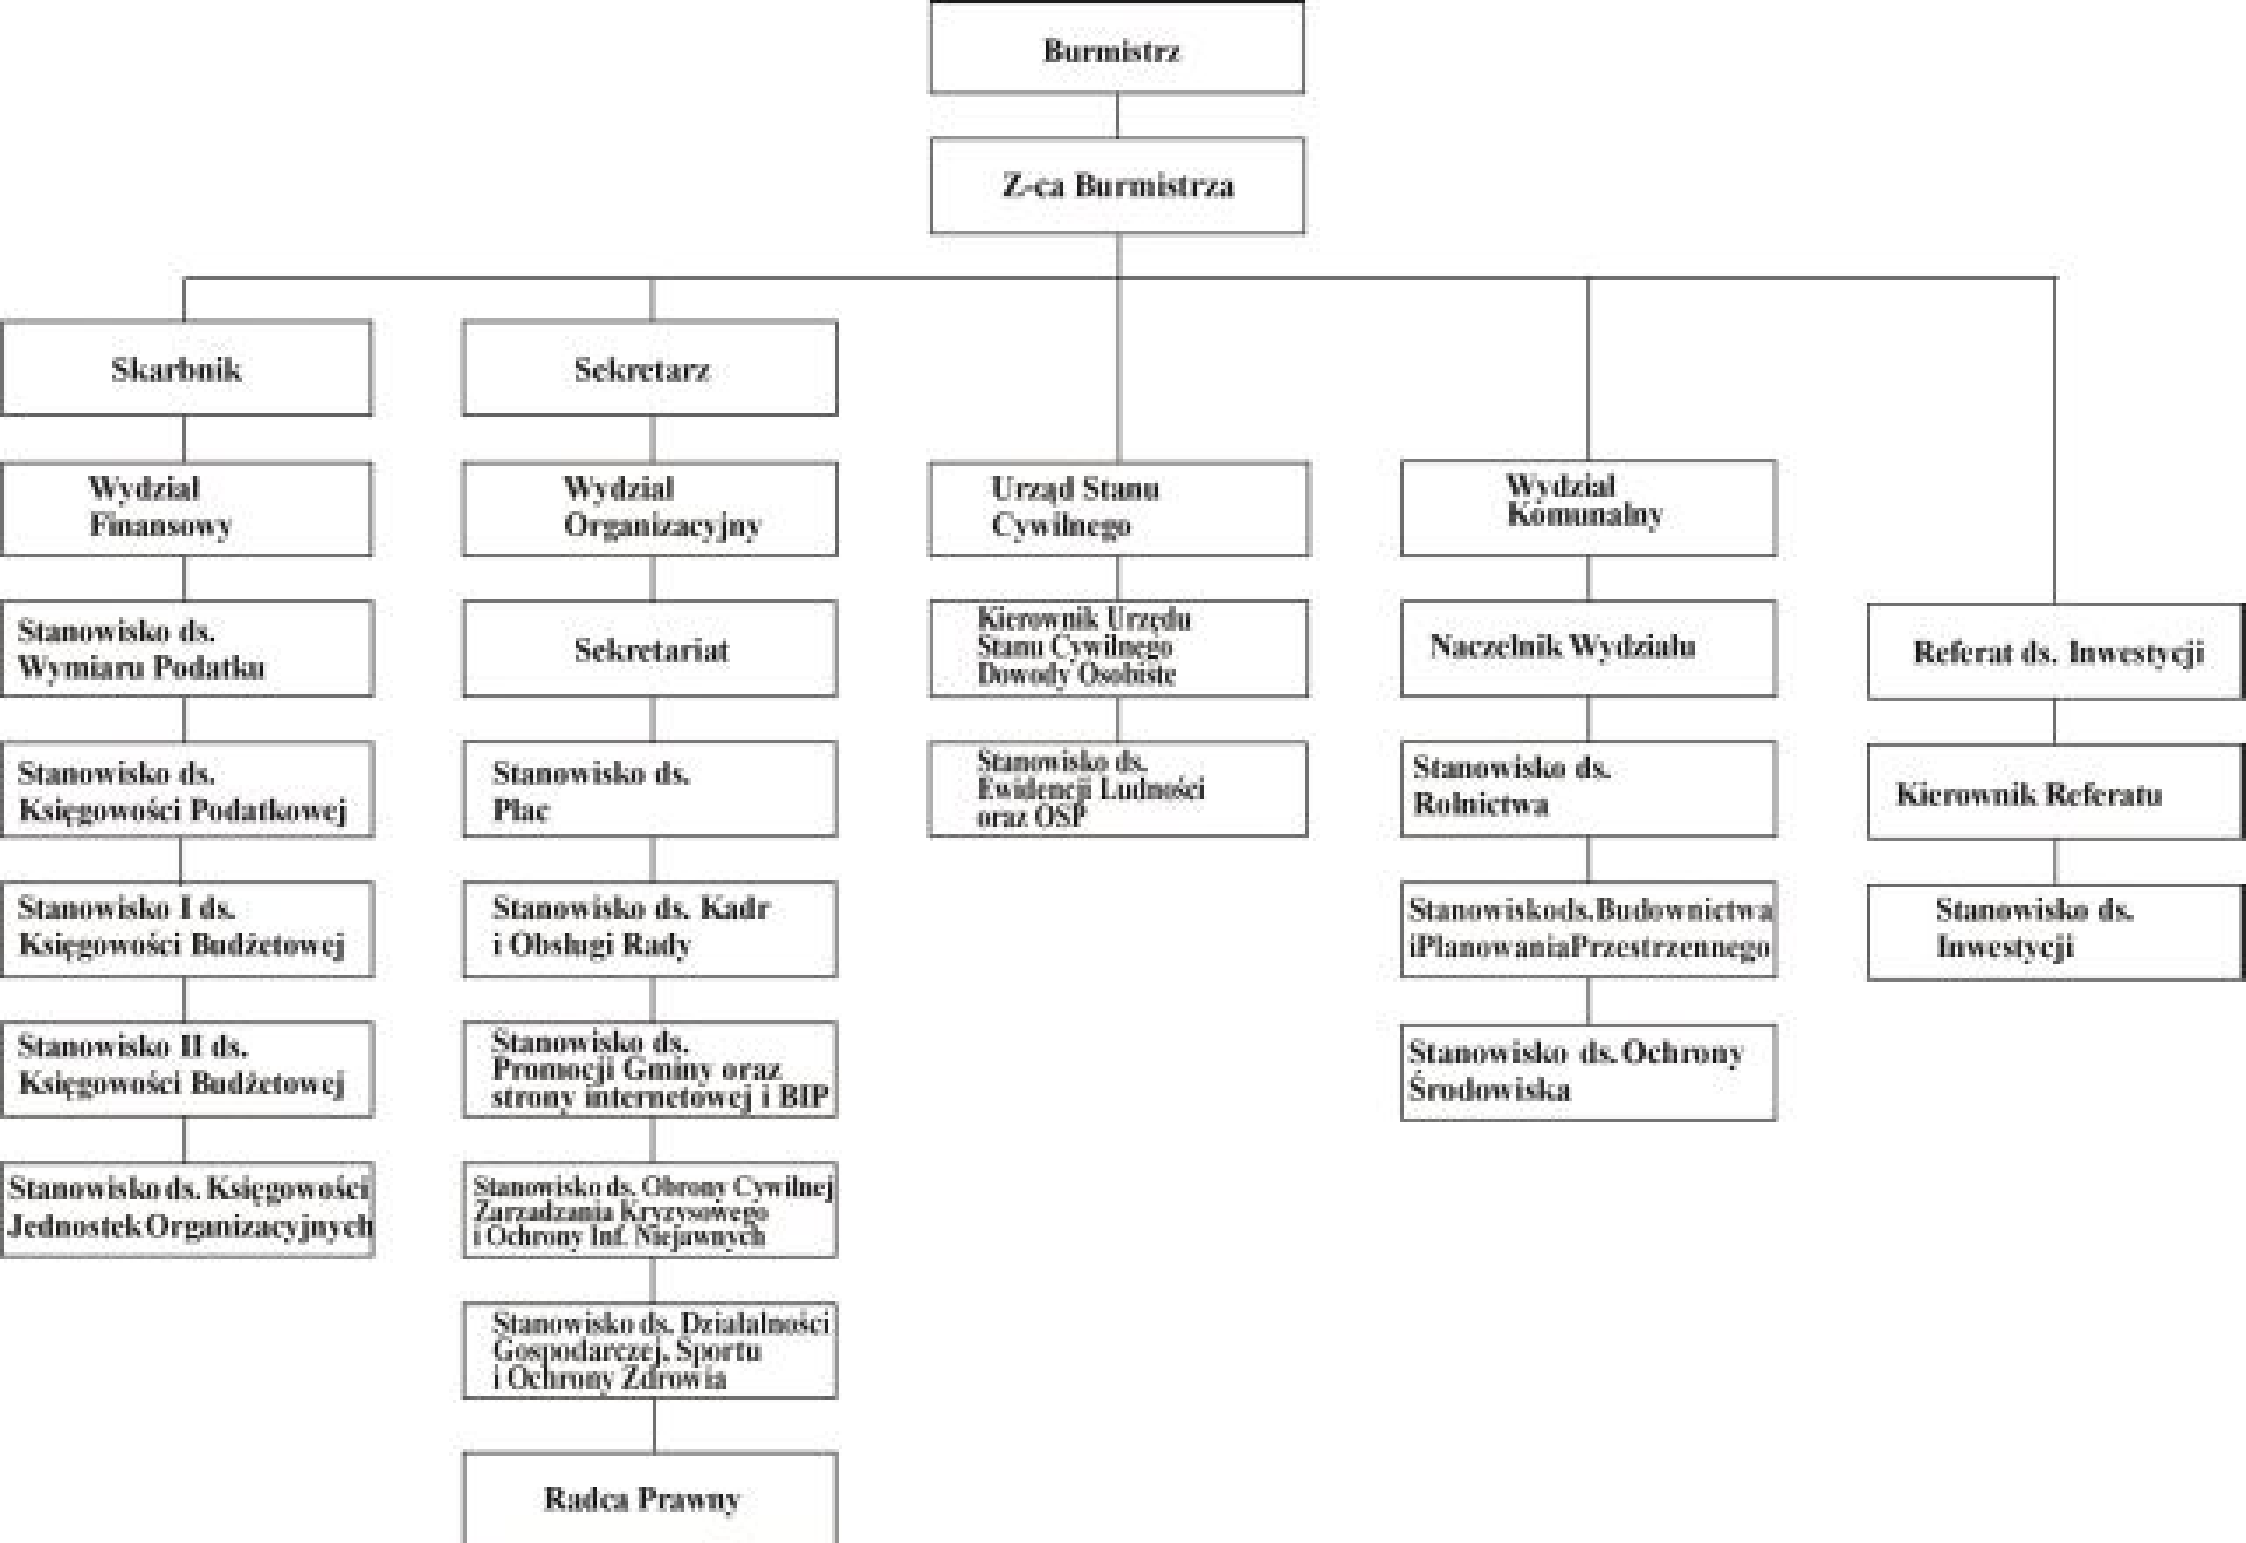 Burmistrz
Z-ca Burmistrza
Skarbnik
Wydział
Finansowy
Stanowisko ds.
Wymiaru Podatku
Stanowisko ds.
Księgowości Podatkowej
Stanowisko I ds.
Księgowości Budżetowej
Stanowisko II ds.
Księgowości Budżetowej
Stanowisko ds. Księgowości
Jednostek Organizacyjnych
Sekretarz
Wydział
Organizacyjny
Sekretariat
Stanowisko ds.
Płac
Stanowisko ds. Kadr
i Obsługi Rady
Stanowisko ds.
Promocji Gminy oraz
strony internetowej i BIP
Stanowisko ds. Obrony Cywilnej
Zarzadzania Kryzysowego
i Ochrony Inf. Niejawnych
Stanowisko ds. Działalności
Gospodarczej, Sportu
i Ochrony Zdrowia
Radca Prawny
Urząd Stanu
Cywilnego
Kierownik Urzędu
Stanu Cywilnego
Dowody Osobiste
Stanowisko ds.
Ewidencji Ludności
oraz OSP
Wydział
Komunalny
Naczelnik Wydziału
Stanowisko ds.
Rolnictwa
Stanowisko ds. Budownictwa
i Planowania Przestrzennego
Stanowisko ds. Ochrony
Środowiska
Referat ds. Inwestycji
Kierownik Referatu
Stanowisko ds.
Inwestycji